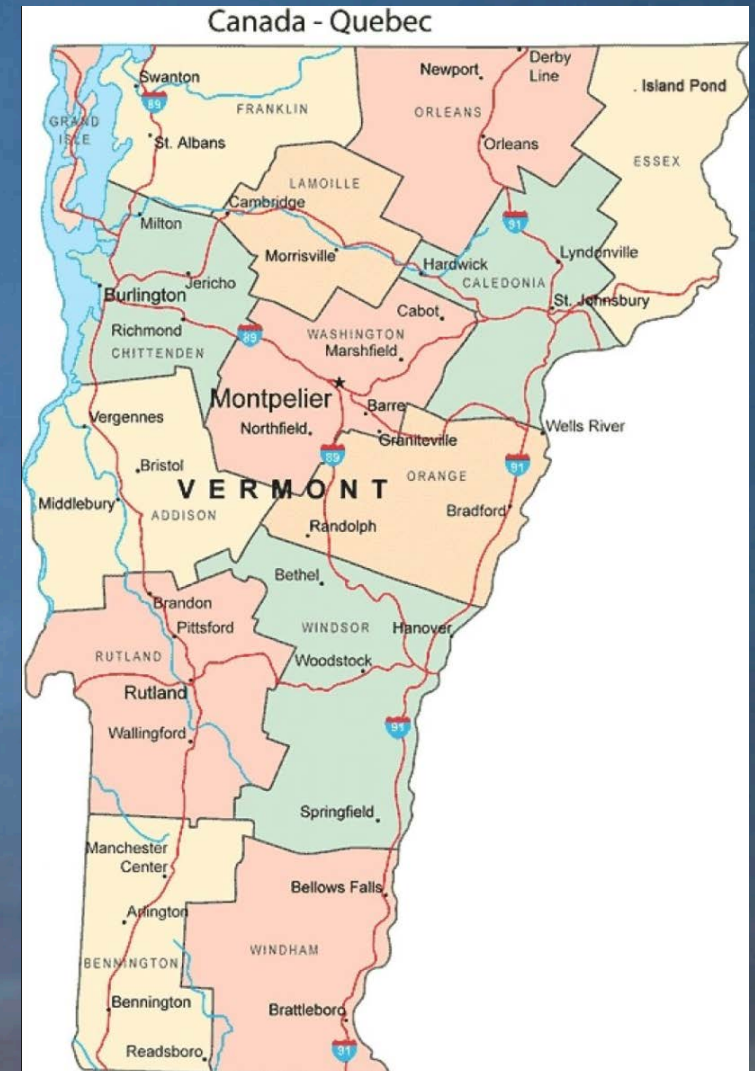 Canada - Quebec
Derby
Line
Newport
Swanton
Island Pond
89
FRANKLIN
ORLEANS
GRAND
ISLE
St. Albans
Orleans
ESSEX
LAMOILLE
Cambridge
Milton
91
Morrisville
Hardwick
Lyndonville
Jericho
CALEDONIA
Burlington
St. Johnsbury
Cabot
Richmond
89
WASHINGTON
CHITTENDEN
Marshfield
Montpelier
Barre
Vergennes
Northfield
Graniteville
Wells River
89
91
Bristol
ORANGE
VERMONT
Middlebury
ADDISON
Bradford
Randolph
Bethel
Brandon
Pittsford
WINDSOR
Hanover
RUTLAND
Woodstock
Rutland
91
Wallingford
Springfield
Manchester
Center
Bellows Falls
Arlington
WINDHAM
BENNINGTON
Bennington
Brattleboro
Readsboro
91